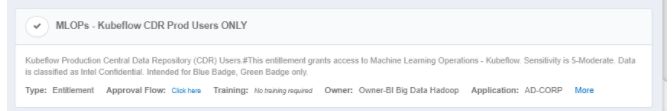 MLOPs - Kubeflow CDR Prod Users ONLY
Kubeflow Production Central Data Repository (CDR) Users.#This entitlement grants access to Machine Learning Operations - Kubeflow. Sensitivity is 5-Moderate. Data
is classified as Intel Confidential. Intended for Blue Badge, Green Badge only.
Type: Entitlement Approval Flow: Click here Training: No training required Owner: Owner-BI Big Data Hadoop Application: AD-CORP More